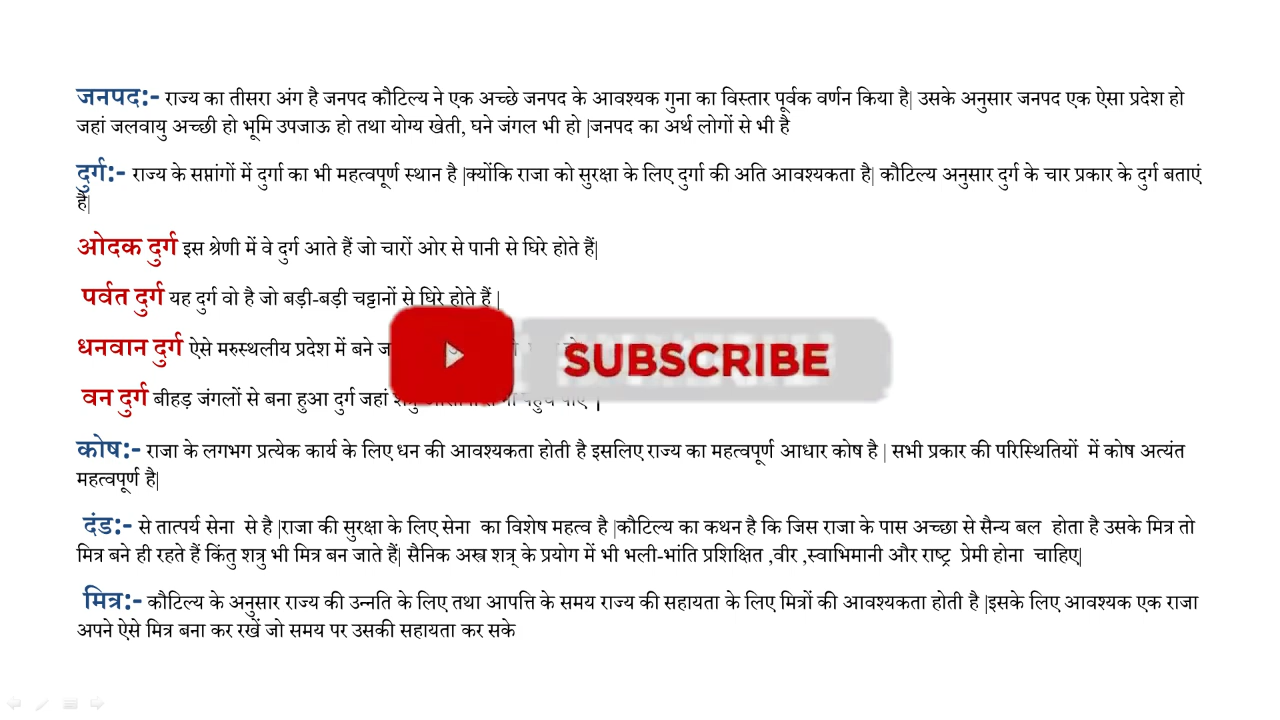 जनपद:- राज्य का तीसरा अंग है जनपद कौटिल्य ने एक अच्छे जनपद के आवश्यक गुना का विस्तार पूर्वक वर्णन किया है| उसके अनुसार जनपद एक ऐसा प्रदेश हो
जहां जलवायु अच्छी हो भूमि उपजाऊ हो तथा योग्य खेती, घने जंगल भी हो |जनपद का अर्थ लोगों से भी है
दुर्ग:- राज्य के सप्तांगों में दुर्गा का भी महत्वपूर्ण स्थान है |क्योंकि राजा को सुरक्षा के लिए दुर्गा की अति आवश्यकता है| कौटिल्य अनुसार दुर्ग के चार प्रकार के दुर्ग बताएं
है|
ओदक दुर्ग इस श्रेणी में वे दुर्ग आते हैं जो चारों ओर से पानी से घिरे होते हैं|
पर्वत दुर्ग यह दुर्ग वो है जो बड़ी-बड़ी चट्टानों से घिरे होते हैं |
धनवान दुर्ग ऐसे मरुस्थलीय प्रदेश में बने
SUBSCRIBE
वन दुर्ग बीहड़ जंगलों से बना हुआ दुर्ग जहां
कोष:- राजा के लगभग प्रत्येक कार्य के लिए धन की आवश्यकता होती है इसलिए राज्य का महत्वपूर्ण आधार कोष है | सभी प्रकार की परिस्थितियों में कोष अत्यंत
महत्वपूर्ण है|
दंड:- से तात्पर्य सेना से है |राजा की सुरक्षा के लिए सेना का विशेष महत्व है |कौटिल्य का कथन है कि जिस राजा के पास अच्छा से सैन्य बल होता है उसके मित्र तो
मित्र बने ही रहते हैं किंतु शत्रु भी मित्र बन जाते हैं| सैनिक अस्त्र शत्र् के प्रयोग में भी भली-भांति प्रशिक्षित ,वीर ,स्वाभिमानी और राष्ट्र प्रेमी होना चाहिए|
मित्र:- कौटिल्य के अनुसार राज्य की उन्नति के लिए तथा आपत्ति के समय राज्य की सहायता के लिए मित्रों की आवश्यकता होती है |इसके लिए आवश्यक एक राजा
अपने ऐसे मित्र बना कर रखें जो समय पर उसकी सहायता कर सके